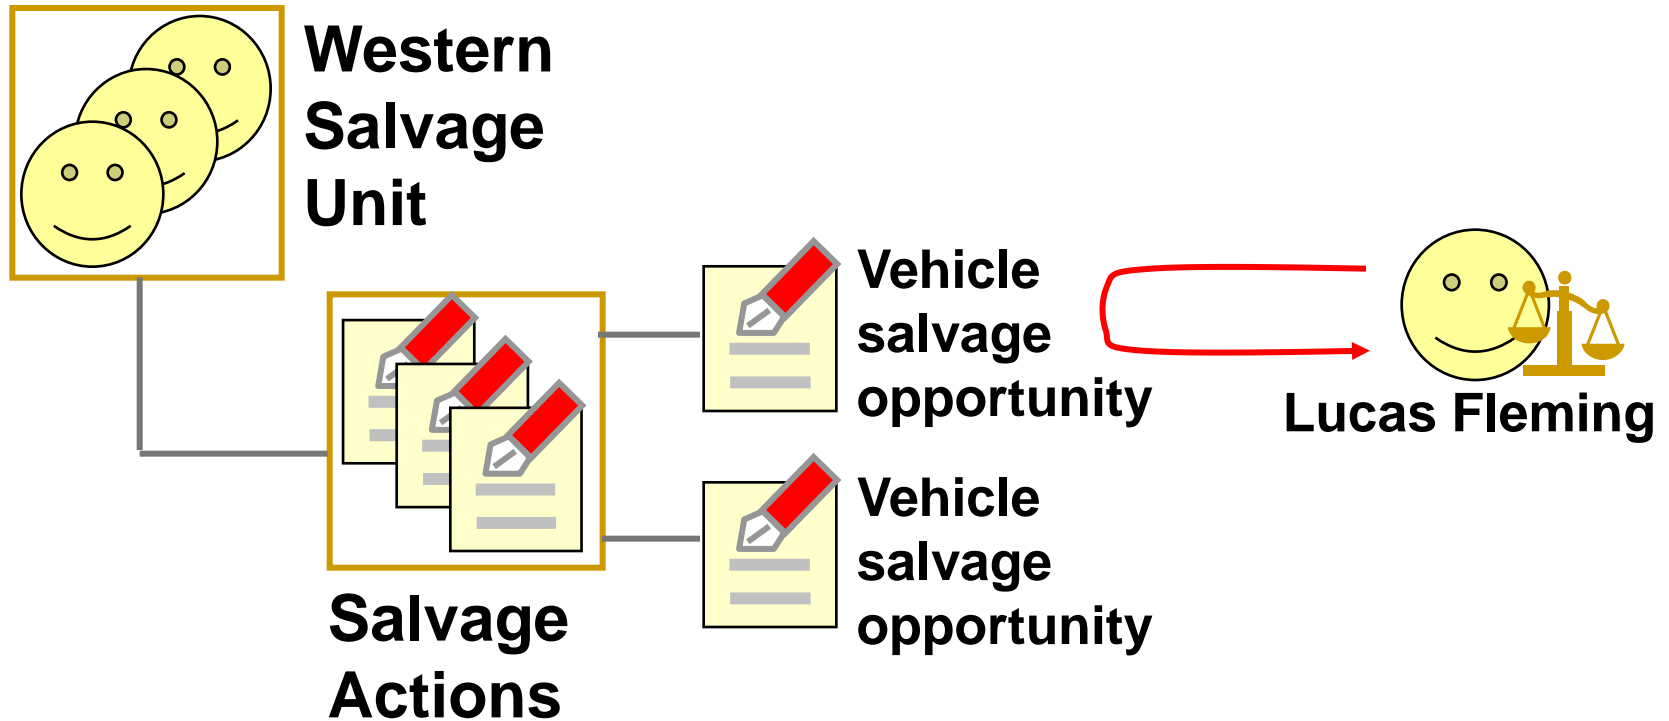 Western
Salvage
Unit
Vehicle
salvage
opportunity
Lucas Fleming
Vehicle
salvage
opportunity
Salvage
Actions